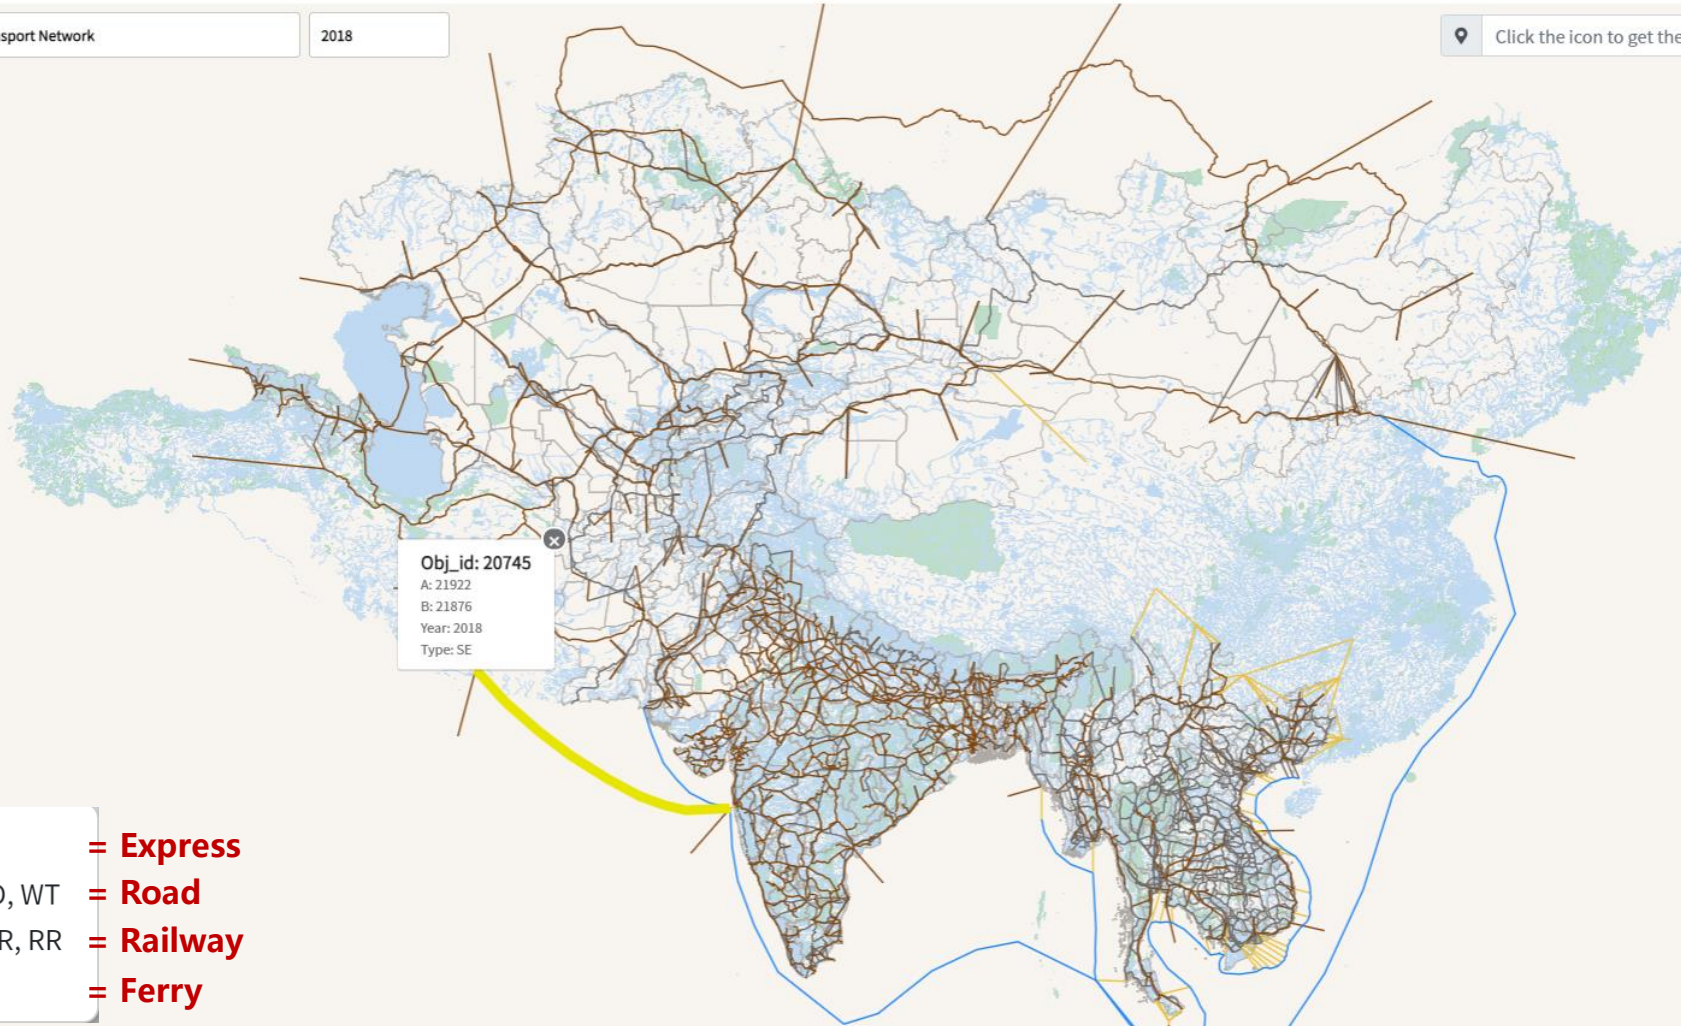 sport Network
2018
Click the icon to get the
Obj_id: 20745
A: 21922
B: 21876
Year: 2018
Type: SE
= Express
, WT = Road
R, RR = Railway
= Ferry